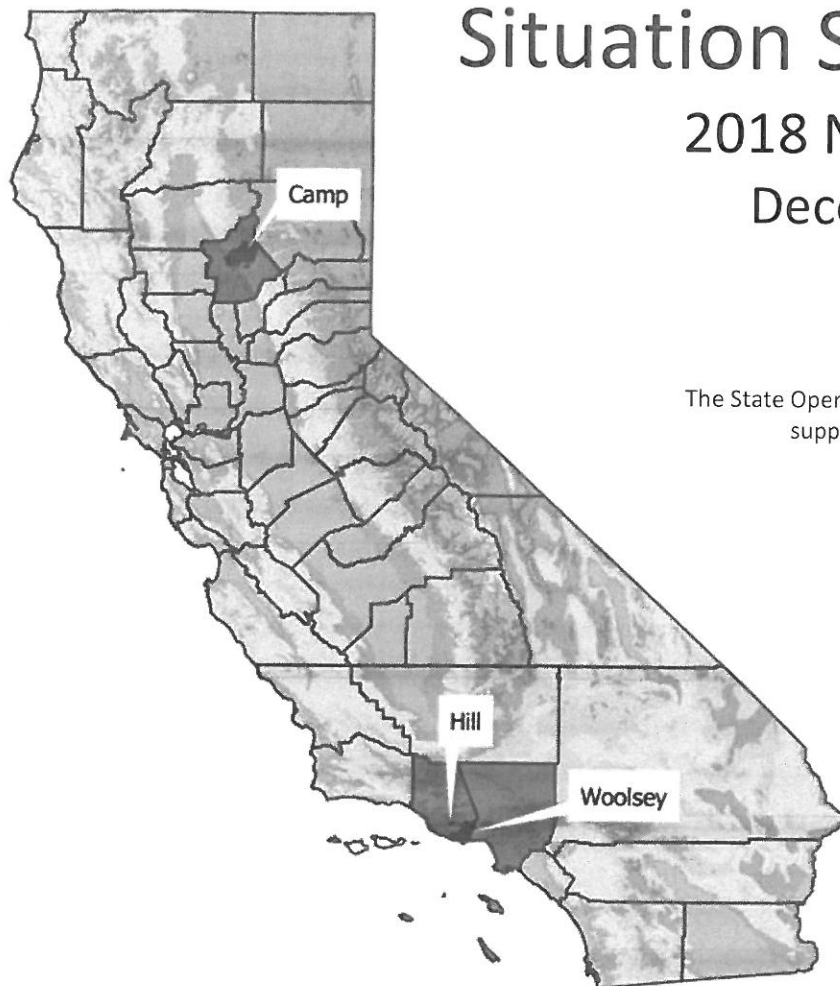 Situation S
2018 N
Dece
Camp
The State Oper
supp
Hill
Woolsey